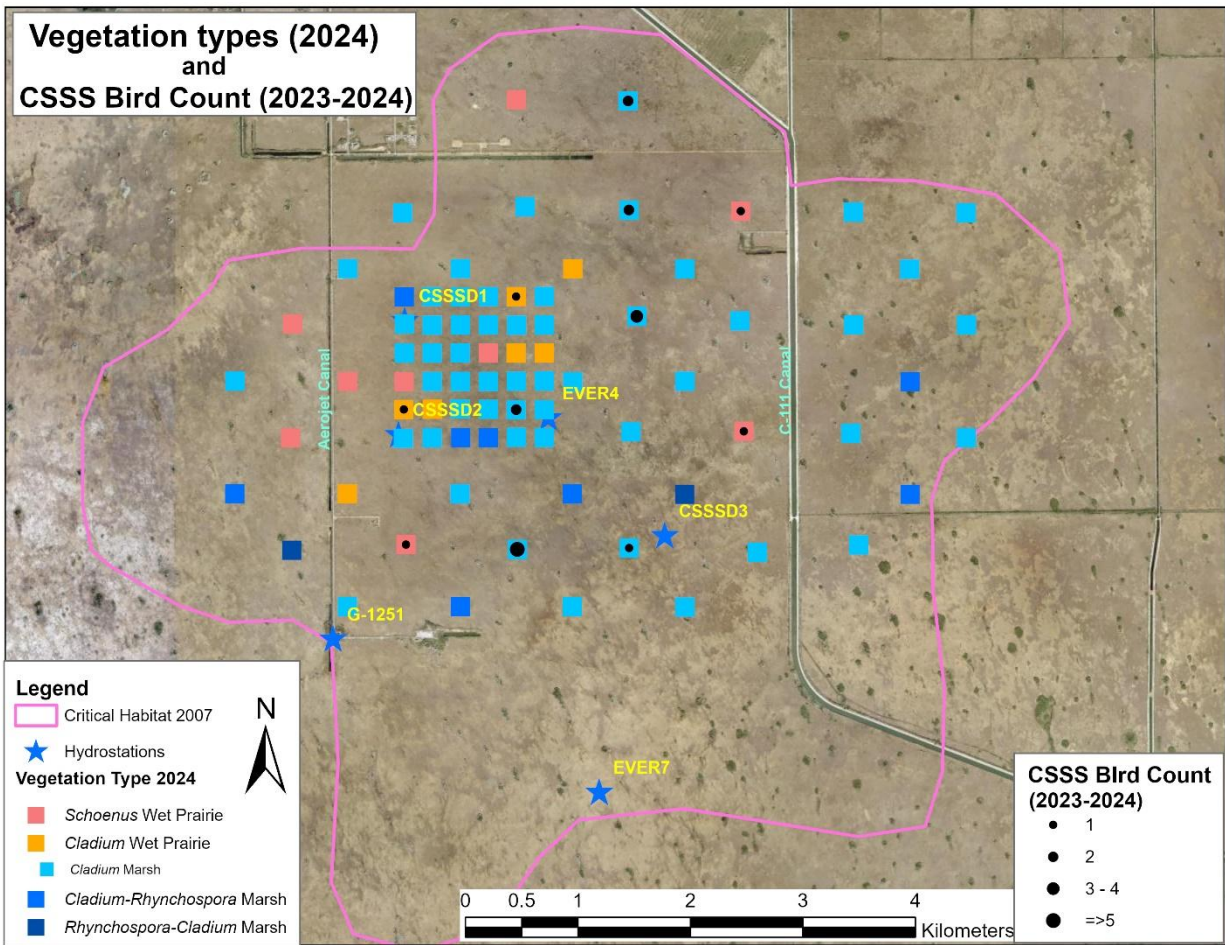 Vegetation types (2024)
and
CSSS Bird Count (2023-2024)
CSSSD1
Aerojet Canal
C-111 Canal
EVER4
CSSSD2
CSSSD3
G-1251
EVER7
Legend
Critical Habitat 2007
Hydrostations
Vegetation Type 2024
Schoenus Wet Prairie
Cladium Wet Prairie
Cladium Marsh
Cladium-Rhynchospora Marsh
Rhynchospora-Cladium Marsh
N
0 0.5 1 2 3 4
Kilometers
CSSS BIrd Count
(2023-2024)
1
2
3 - 4
=>5